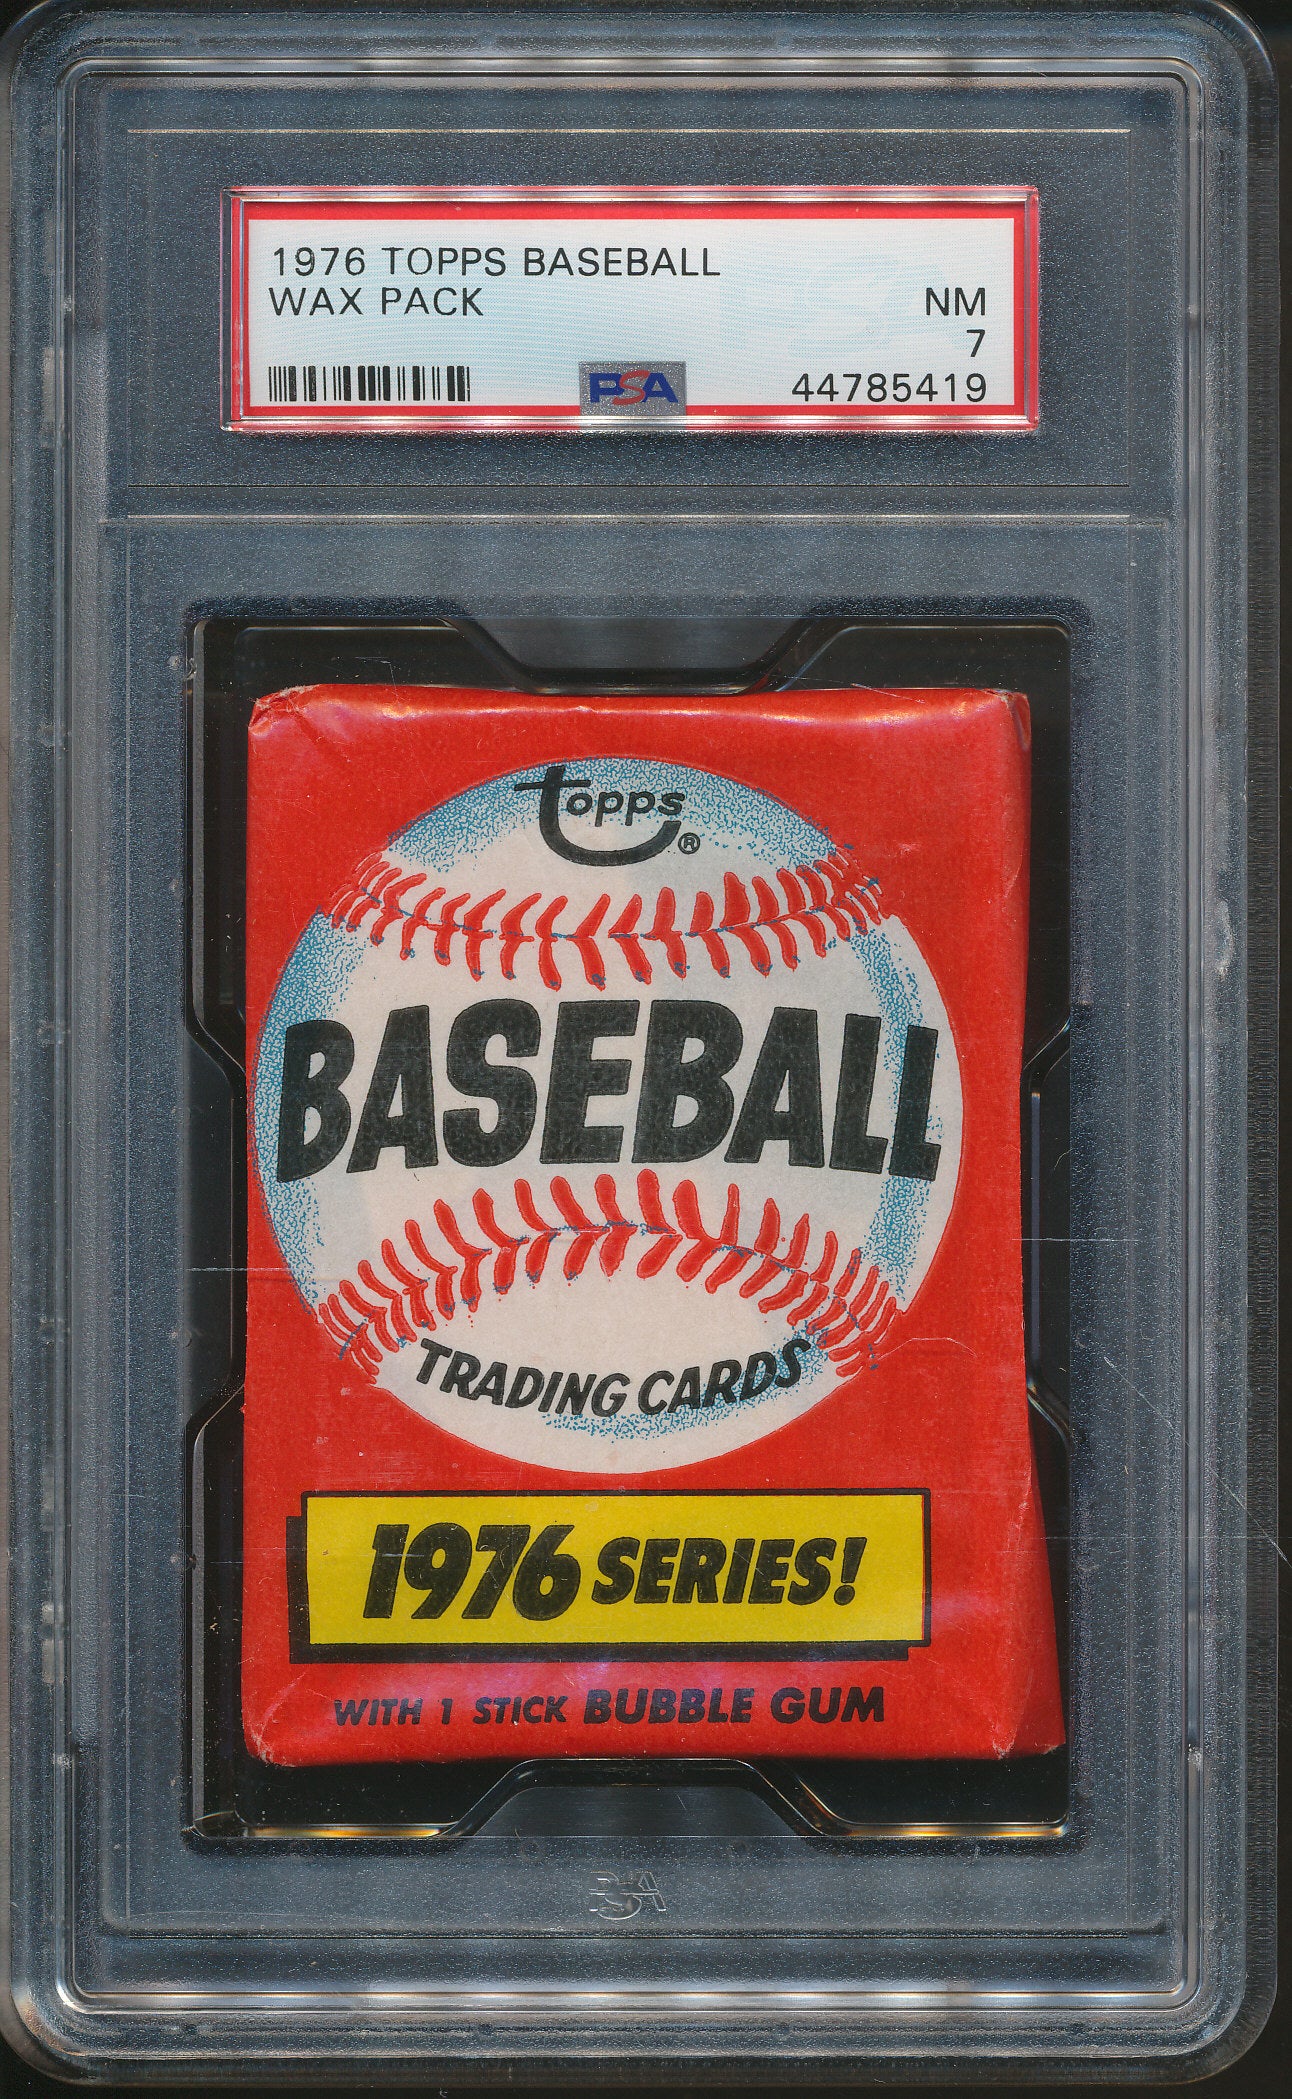 1976 TOPPS BASEBALL
WAX PACK
NM
7
PSA
44785419
topps®
BASEBALL
TRADING CARDS
1976 SERIES!
WITH 1 STICK BUBBLE GUM
PSA